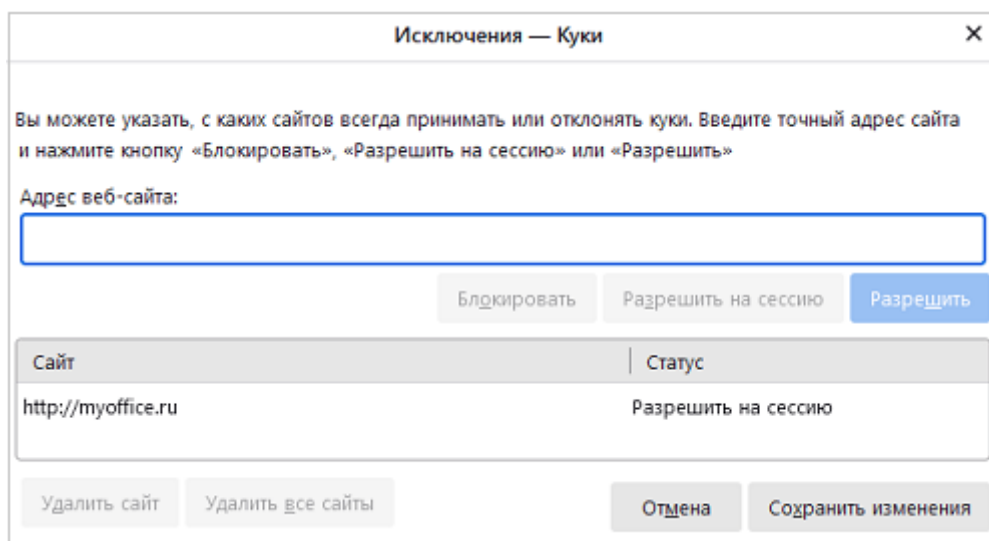 Исключения — Куки
Вы можете указать, с каких сайтов всегда принимать или отклонять куки. Введите точный адрес сайта
и нажмите кнопку «Блокировать», «Разрешить на сессию» или «Разрешить»
Адрес веб-сайта:
Блокировать Разрешить на сессию Разрешить
Сайт Статус
http://myoffice.ru Разрешить на сессию
Удалить сайт Удалить все сайты Отмена Сохранить изменения